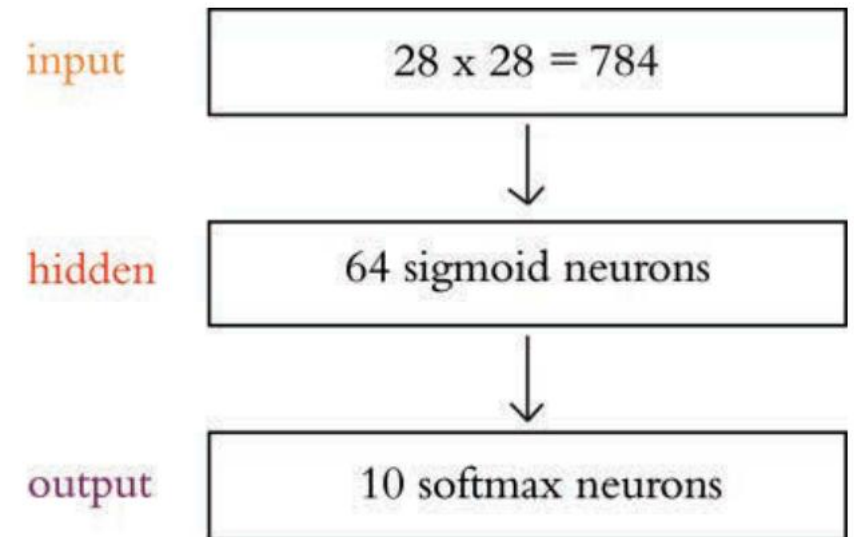 input
28 x 28 = 784
hidden
64 sigmoid neurons
output
10 softmax neurons